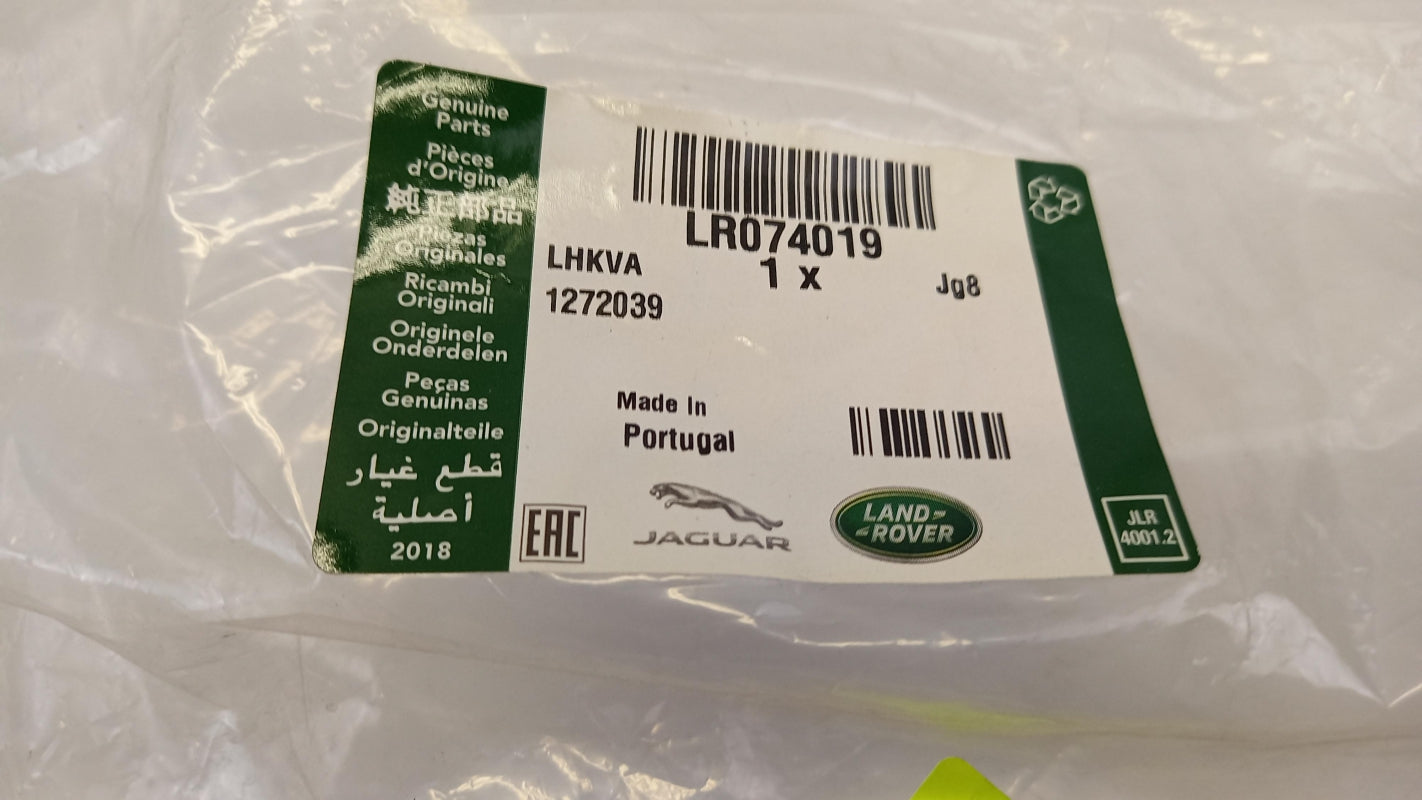 Genuine
Parts
Pièces
d'Origine
純正部品
Piezas
Originales
Ricambi
Originali
Originele
Onderdelen
Peças
Genuinas
Originalteile
قطع غيار
أصلية
2018
LR074019
1 x
LHKVA
1272039
Jg8
Made In
Portugal
EAC
JAGUAR
LAND-
-ROVER
JLR
4001.2